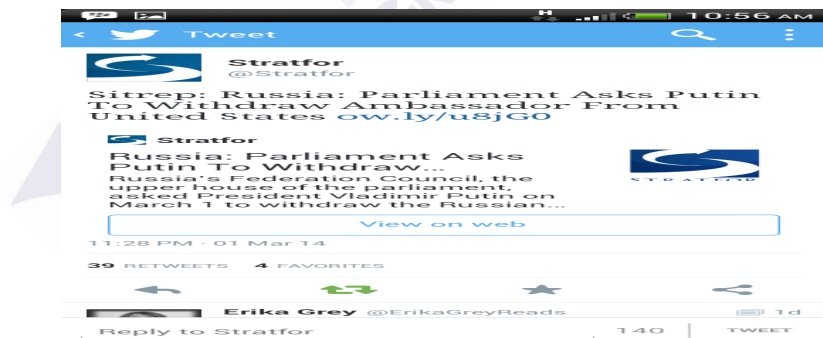 H
10:56 AM
Tweet
Stratfor
@Stratfor
Sitrep: Russia: Parliament Asks Putin
To Withdraw Ambassador From
United States ow.ly/u8jG0
Stratfor
Russia: Parliament Asks
Putin To Withdraw...
Russia's Federation Council, the
upper house of the parliament,
asked President Vladimir Putin on
March 1 to withdraw the Russian...
STRATFOR
View on web
11:28 PM · 01 Mar 14
39 RETWEETS 4 FAVORITES
Erika Grey @ErikaGreyReads 1d
Reply to Stratfor 140 TWEET